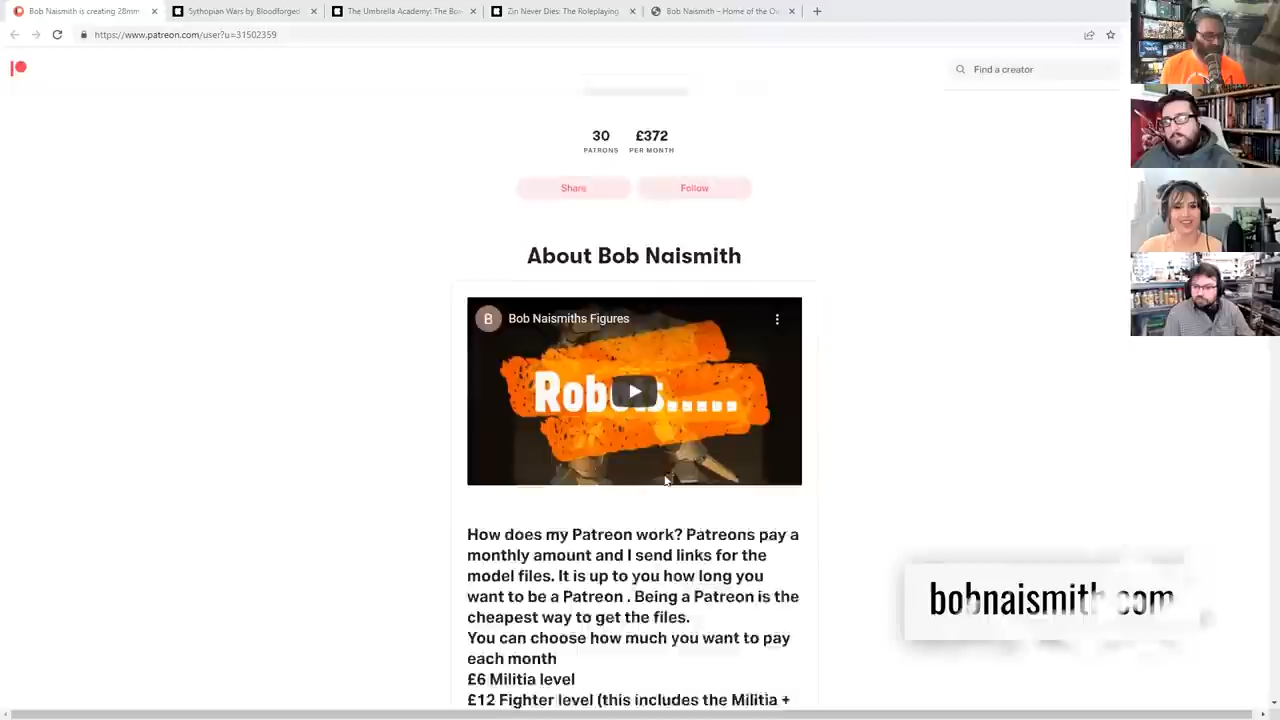 Bob Naismith is creating 28mm
Sythopian Wars by Bloodforged
The Umbrella Academy: The Bo
Zin Never Dies: The Roleplaying
Bob Naismith – Home of the O
https://www.patreon.com/user?u=31502359
Find a creator
30 £372
PATRONS PER MONTH
Share Follow
About Bob Naismith
B Bob Naismiths Figures
Robots.....
How does my Patreon work? Patreons pay a
monthly amount and I send links for the
model files. It is up to you how long you
want to be a Patreon . Being a Patreon is the
cheapest way to get the files.
You can choose how much you want to pay
each month
£6 Militia level
£12 Fighter level (this includes the Militia +
bobnaismith.com